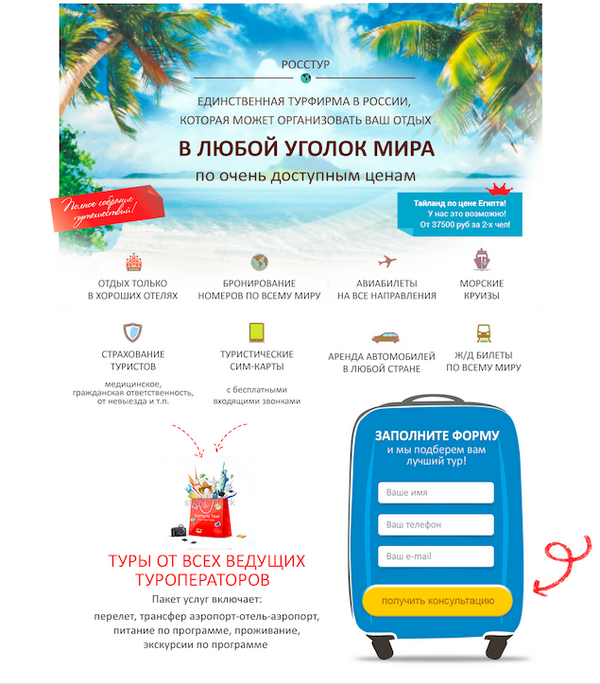 РОССТУР
ЕДИНСТВЕННАЯ ТУРФИРМА В РОССИИ,
КОТОРАЯ МОЖЕТ ОРГАНИЗОВАТЬ ВАШ ОТДЫХ
В ЛЮБОЙ УГОЛОК МИРА
по очень доступным ценам
Полное собрание
путешествий!
Тайланд по цене Египта!
У нас это возможно!
От 37500 руб за 2-х чел!
ОТДЫХ ТОЛЬКО
В ХОРОШИХ ОТЕЛЯХ
БРОНИРОВАНИЕ
НОМЕРОВ ПО ВСЕМУ МИРУ
АВИАБИЛЕТЫ
НА ВСЕ НАПРАВЛЕНИЯ
МОРСКИЕ
КРУИЗЫ
СТРАХОВАНИЕ
ТУРИСТОВ
медицинское,
гражданская ответственность,
от невыезда и т.п.
ТУРИСТИЧЕСКИЕ
СИМ-КАРТЫ
с бесплатными
входящими звонками
АРЕНДА АВТОМОБИЛЕЙ
В ЛЮБОЙ СТРАНЕ
Ж/Д БИЛЕТЫ
ПО ВСЕМУ МИРУ
ТУРЫ ОТ ВСЕХ ВЕДУЩИХ
ТУРОПЕРАТОРОВ
Пакет услуг включает:
перелет, трансфер аэропорт-отель-аэропорт,
питание по программе, проживание,
экскурсии по программе
ЗАПОЛНИТЕ ФОРМУ
и мы подберем вам
лучший тур!
Ваше имя
Ваш телефон
Ваш e-mail
получить консультацию